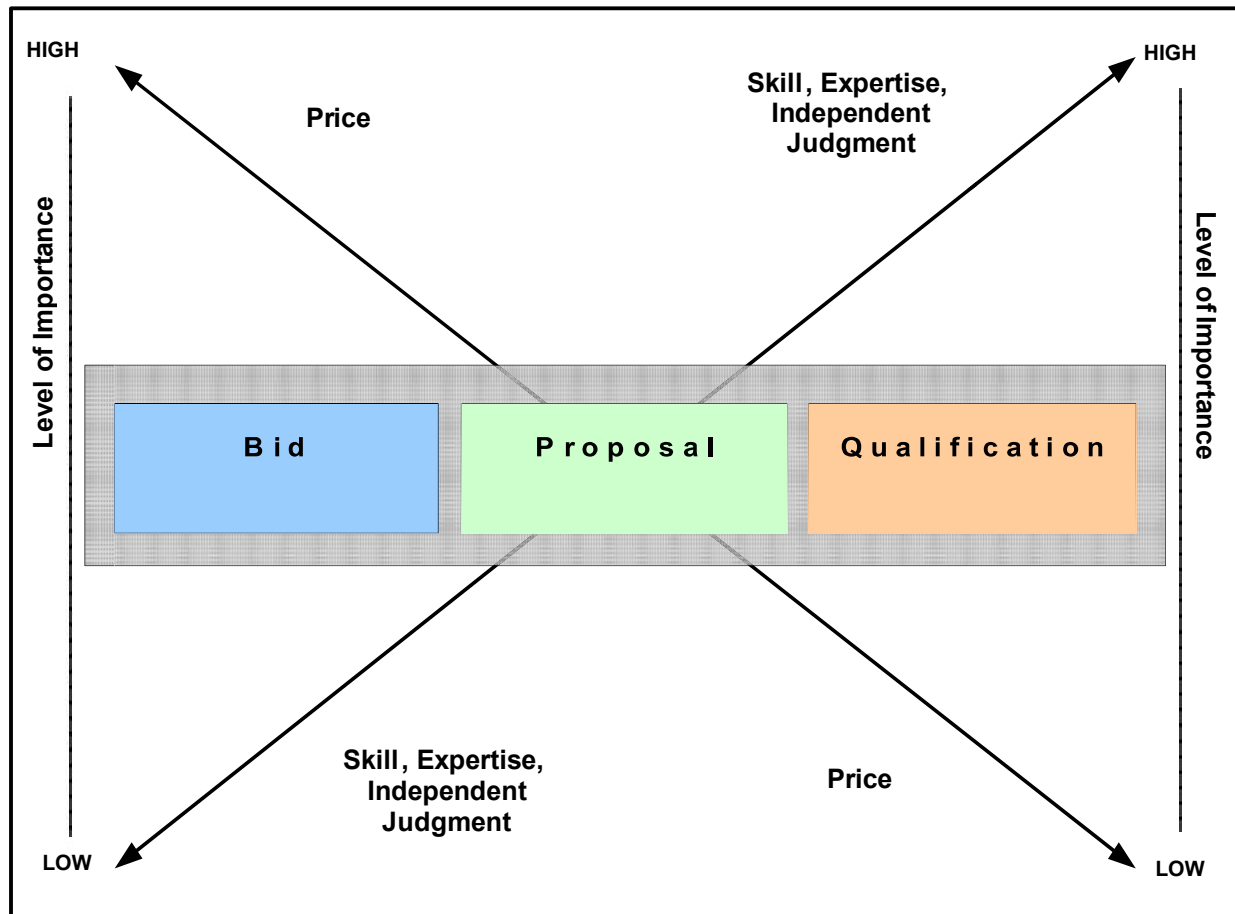 HIGH
HIGH
Price
Skill, Expertise,
Independent
Judgment
Level of Importance
Level of Importance
Bid
Proposal
Qualification
Skill, Expertise,
Independent
Judgment
Price
LOW
LOW